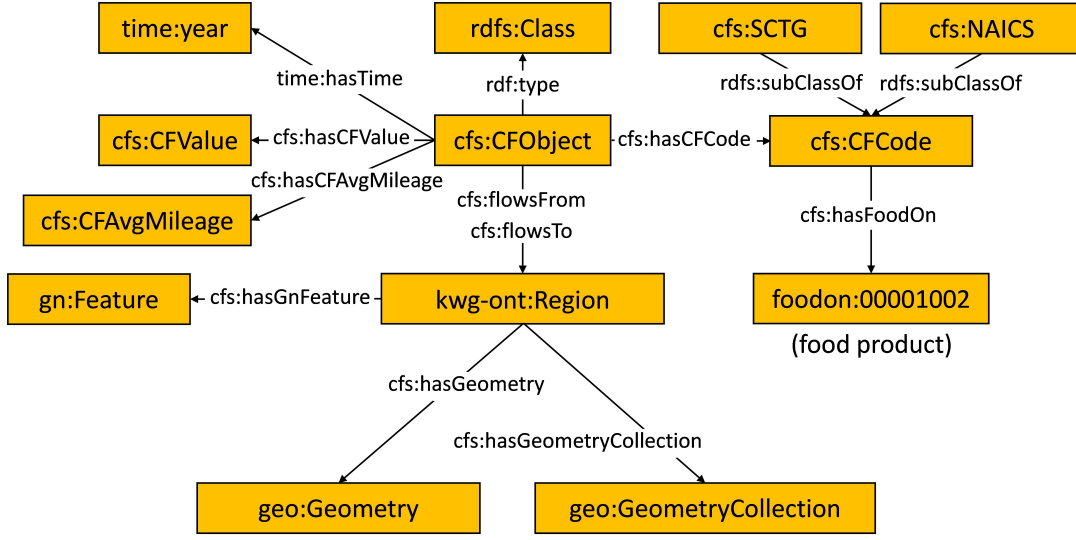 time:year
rdfs:Class
cfs:SCTG
cfs:NAICS
time:hasTime
rdf:type
rdfs:subClassOf
rdfs:subClassOf
cfs:CFValue
cfs:hasCFValue
cfs:CFObject
cfs:hasCFCode
cfs:CFCode
cfs:hasCFAvgMileage
cfs:CFAvgMileage
cfs:flowsFrom
cfs:flowsTo
cfs:hasFoodOn
gn:Feature
cfs:hasGnFeature
kwg-ont:Region
foodon:00001002
(food product)
cfs:hasGeometry
cfs:hasGeometryCollection
geo:Geometry
geo:GeometryCollection